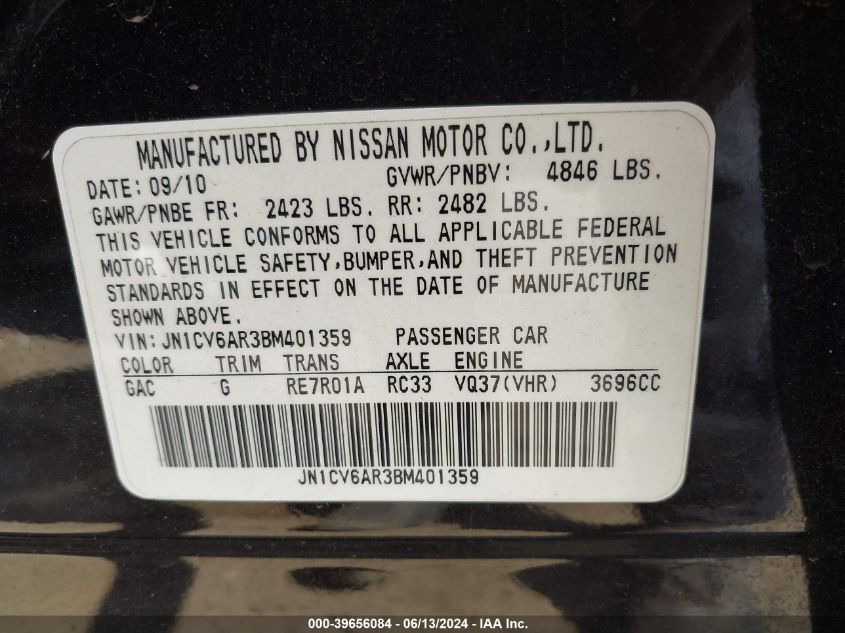 MANUFACTURED BY NISSAN MOTOR CO.,LTD.
DATE: 09/10 GVWR/PNBV: 4846 LBS.
GAWR/PNBE FR: 2423 LBS. RR: 2482 LBS.
THIS VEHICLE CONFORMS TO ALL APPLICABLE FEDERAL
MOTOR VEHICLE SAFETY,BUMPER,AND THEFT PREVENTION
STANDARDS IN EFFECT ON THE DATE OF MANUFACTURE
SHOWN ABOVE.
VIN: JN1CV6AR3BM401359 PASSENGER CAR
COLOR TRIM TRANS AXLE ENGINE
GAC G RE7R01A RC33 VQ37(VHR) 3696CC
JN1CV6AR3BM401359
000-39656084 - 06/13/2024 - IAA Inc.